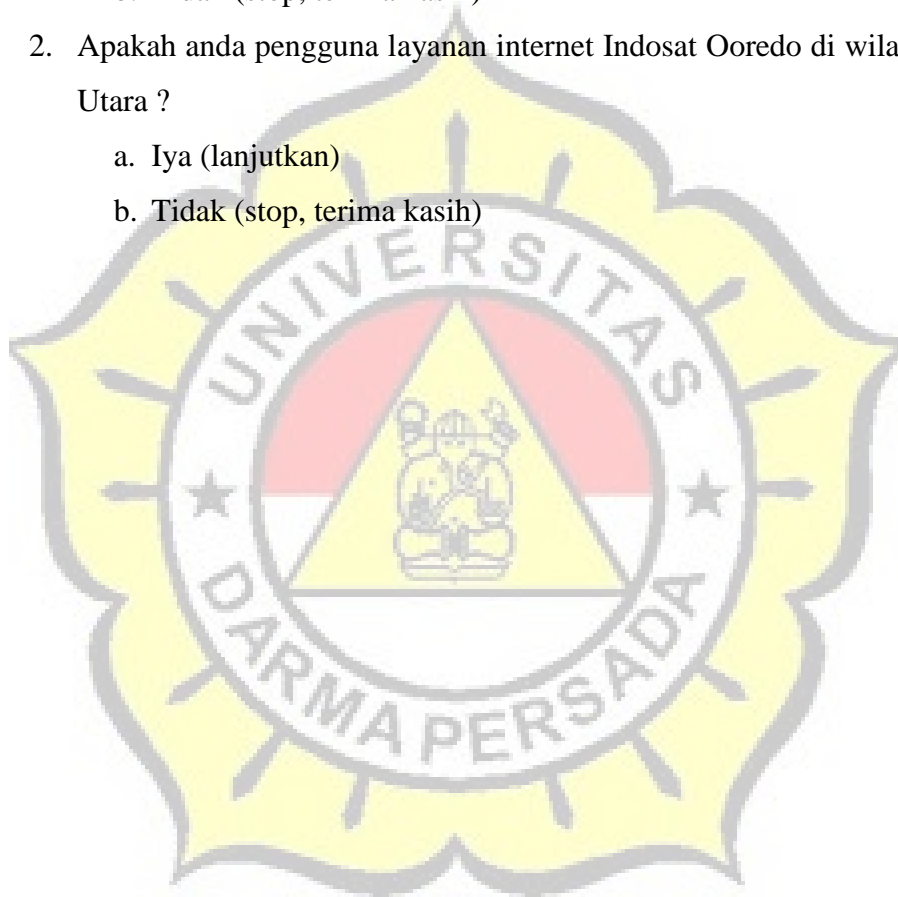 2. Apakah anda pengguna layanan internet Indosat Ooredo di
Utara ?
a. Iya (lanjutkan)
b. Tidak (stop, terima kasih)
UNIVERSITAS
DARMA PERSADA